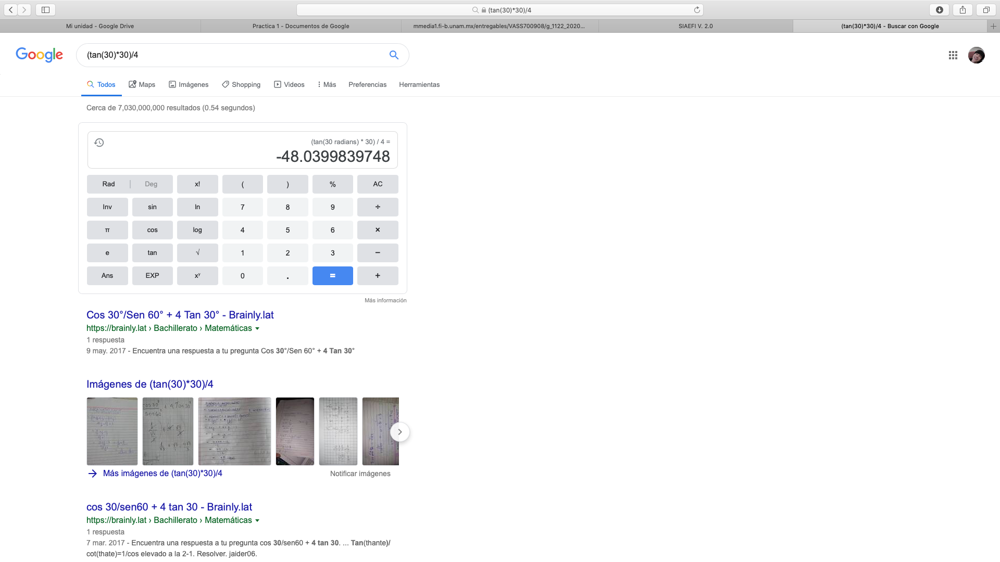 (tan(30)*30)/4
Mi unidad - Google Drive
Practica 1 - Documentos de Google
mmedia1.fi-b.unam.mx/entregables/VASS700908/g_1122_2020...
SIAEFI V. 2.0
(tan(30)*30)/4 - Buscar con Google
Google
(tan(30)*30)/4
Todos Maps Imágenes Shopping Videos Más Preferencias Herramientas
Cerca de 7,030,000,000 resultados (0.54 segundos)
(tan(30 radians) * 30) / 4 =
-48.0399839748
Rad | Deg x! ( ) % AC
Inv sin ln 7 8 9 ÷
π cos log 4 5 6 ×
e tan √ 1 2 3 −
Ans EXP xʸ 0 . = +
Más información
Cos 30°/Sen 60° + 4 Tan 30° - Brainly.lat
https://brainly.lat › Bachillerato › Matemáticas
1 respuesta
9 may. 2017 - Encuentra una respuesta a tu pregunta Cos 30°/Sen 60° + 4 Tan 30°
Imágenes de (tan(30)*30)/4
cos30° + 4 Tan 30°
Sen60°
Más imágenes de (tan(30)*30)/4
Notificar imágenes
cos 30/sen60 + 4 tan 30 - Brainly.lat
https://brainly.lat › Bachillerato › Matemáticas
1 respuesta
7 mar. 2017 - Encuentra una respuesta a tu pregunta cos 30/sen60 + 4 tan 30. ... Tan(thante)/
cot(thate)=1/cos elevado a la 2-1. Resolver. jaider06.